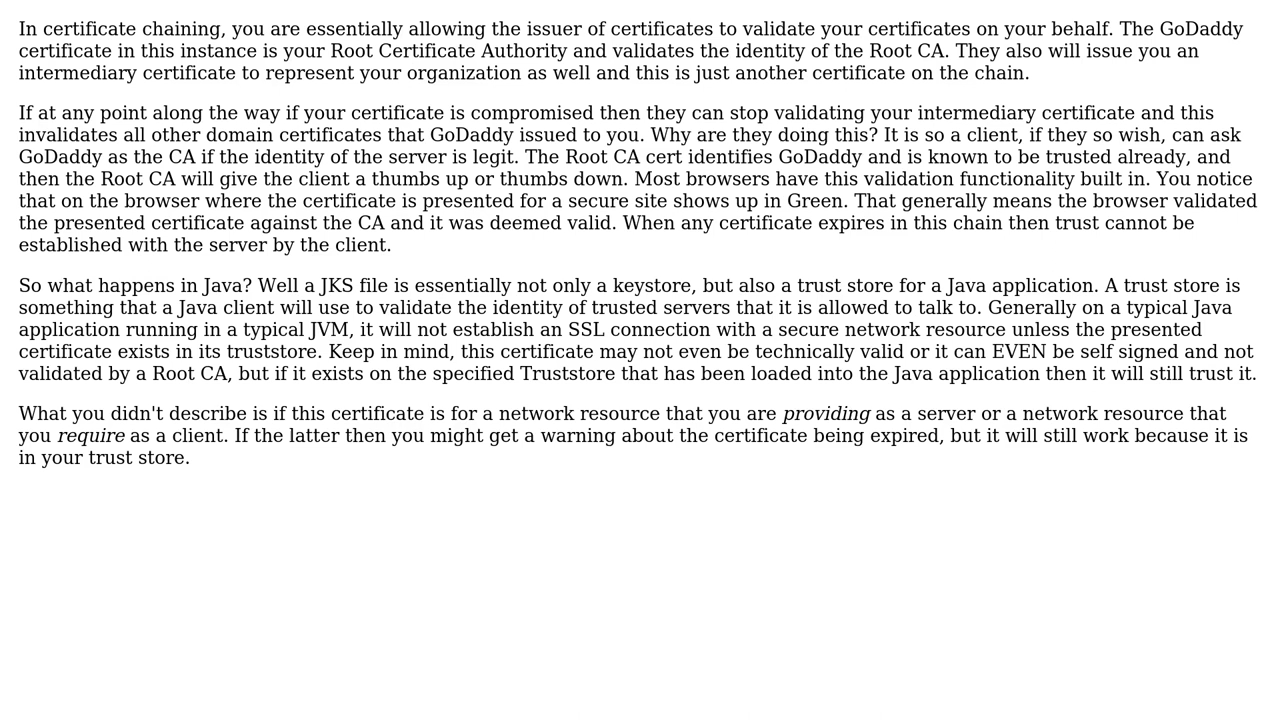 In certificate chaining, you are essentially allowing the issuer of certificates to validate your certificates on your behalf. The GoDaddy
certificate in this instance is your Root Certificate Authority and validates the identity of the Root CA. They also will issue you an
intermediary certificate to represent your organization as well and this is just another certificate on the chain.
If at any point along the way if your certificate is compromised then they can stop validating your intermediary certificate and this
invalidates all other domain certificates that GoDaddy issued to you. Why are they doing this? It is so a client, if they so wish, can ask
GoDaddy as the CA if the identity of the server is legit. The Root CA cert identifies GoDaddy and is known to be trusted already, and
then the Root CA will give the client a thumbs up or thumbs down. Most browsers have this validation functionality built in. You notice
that on the browser where the certificate is presented for a secure site shows up in Green. That generally means the browser validated
the presented certificate against the CA and it was deemed valid. When any certificate expires in this chain then trust cannot be
established with the server by the client.
So what happens in Java? Well a JKS file is essentially not only a keystore, but also a trust store for a Java application. A trust store is
something that a Java client will use to validate the identity of trusted servers that it is allowed to talk to. Generally on a typical Java
application running in a typical JVM, it will not establish an SSL connection with a secure network resource unless the presented
certificate exists in its truststore. Keep in mind, this certificate may not even be technically valid or it can EVEN be self signed and not
validated by a Root CA, but if it exists on the specified Truststore that has been loaded into the Java application then it will still trust it.
What you didn't describe is if this certificate is for a network resource that you are providing as a server or a network resource that
you require as a client. If the latter then you might get a warning about the certificate being expired, but it will still work because it is
in your trust store.